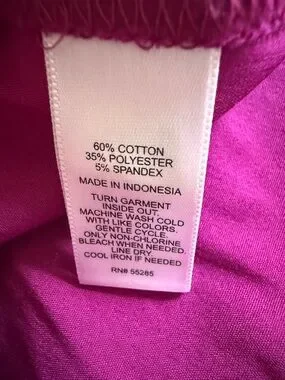 60% COTTON
35% POLYESTER
5% SPANDEX
MADE IN INDONESIA
TURN GARMENT
INSIDE OUT.
MACHINE WASH COLD
WITH LIKE COLORS.
GENTLE CYCLE.
ONLY NON-CHLORINE
BLEACH WHEN NEEDED.
LINE DRY.
COOL IRON IF NEEDED
RN# 55285